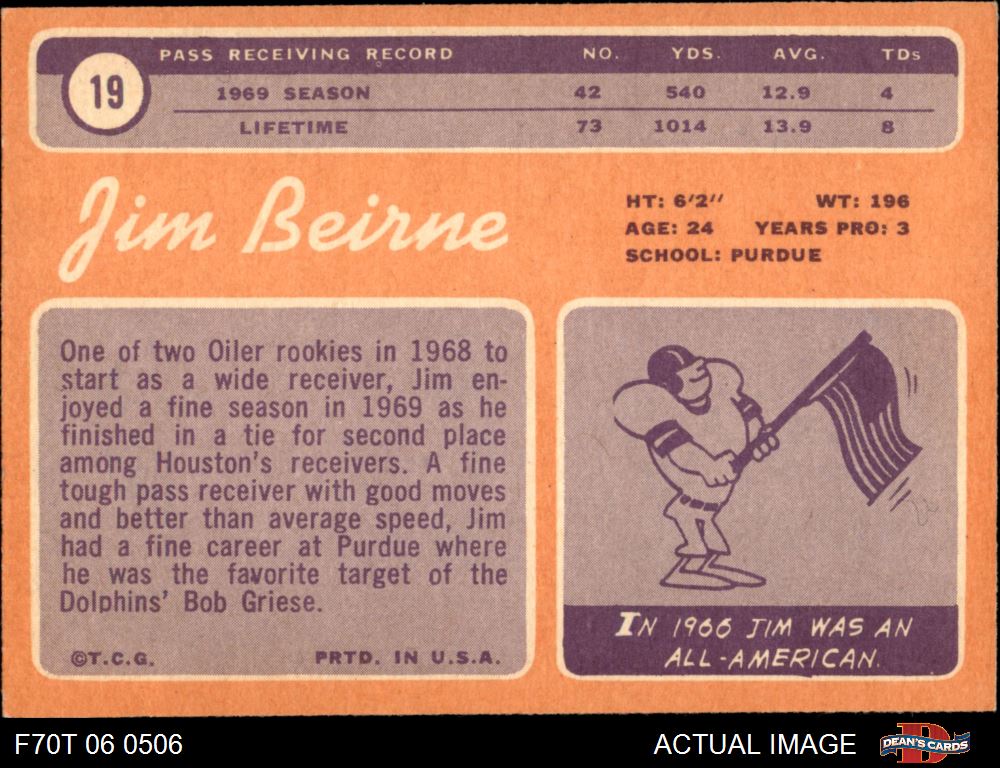 19
PASS RECEIVING RECORD NO. YDS. AVG. TDs
1969 SEASON 42 540 12.9 4
LIFETIME 73 1014 13.9 8
Jim Beirne
HT: 6'2" WT: 196
AGE: 24 YEARS PRO: 3
SCHOOL: PURDUE
One of two Oiler rookies in 1968 to
start as a wide receiver, Jim en-
joyed a fine season in 1969 as he
finished in a tie for second place
among Houston's receivers. A fine
tough pass receiver with good moves
and better than average speed, Jim
had a fine career at Purdue where
he was the favorite target of the
Dolphins' Bob Griese.
©T.C.G. PRTD. IN U.S.A.
IN 1966 JIM WAS AN
ALL-AMERICAN.
F70T 06 0506 ACTUAL IMAGE DEAN'S CARDS